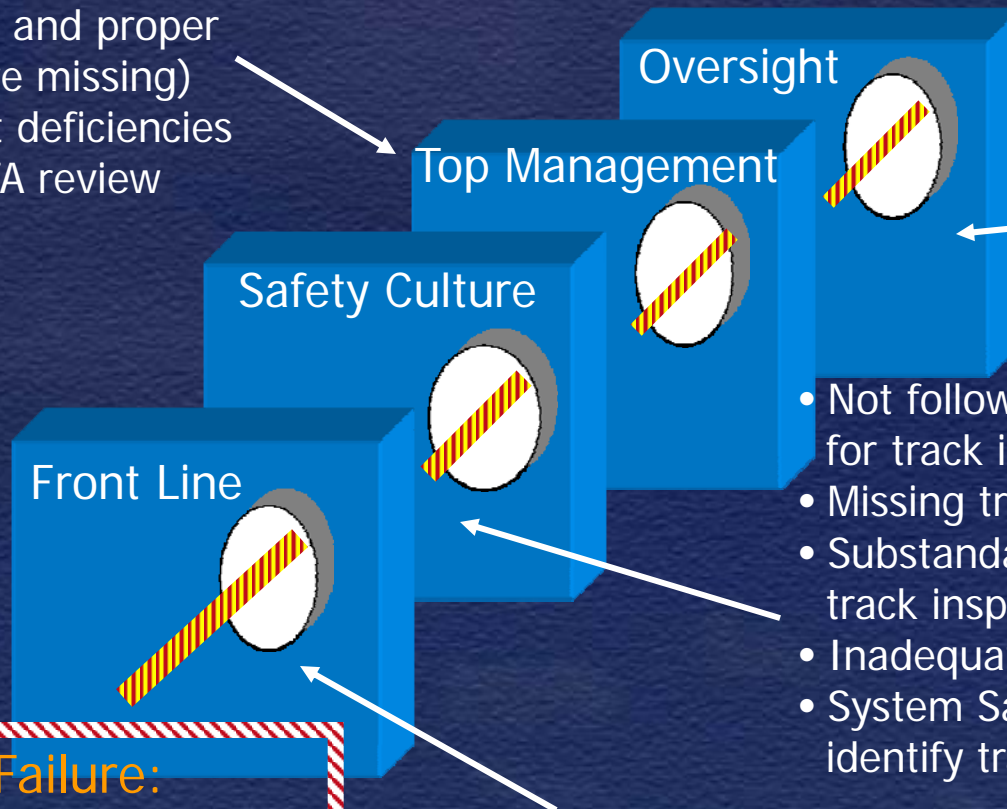 and proper
e missing)
deficiencies
A review
Oversight
Top Management
Safety Culture
Front Line
• Not follow
for track i
• Missing tr
• Substanda
track insp
• Inadequa
• System Sa
identify tr
Failure: